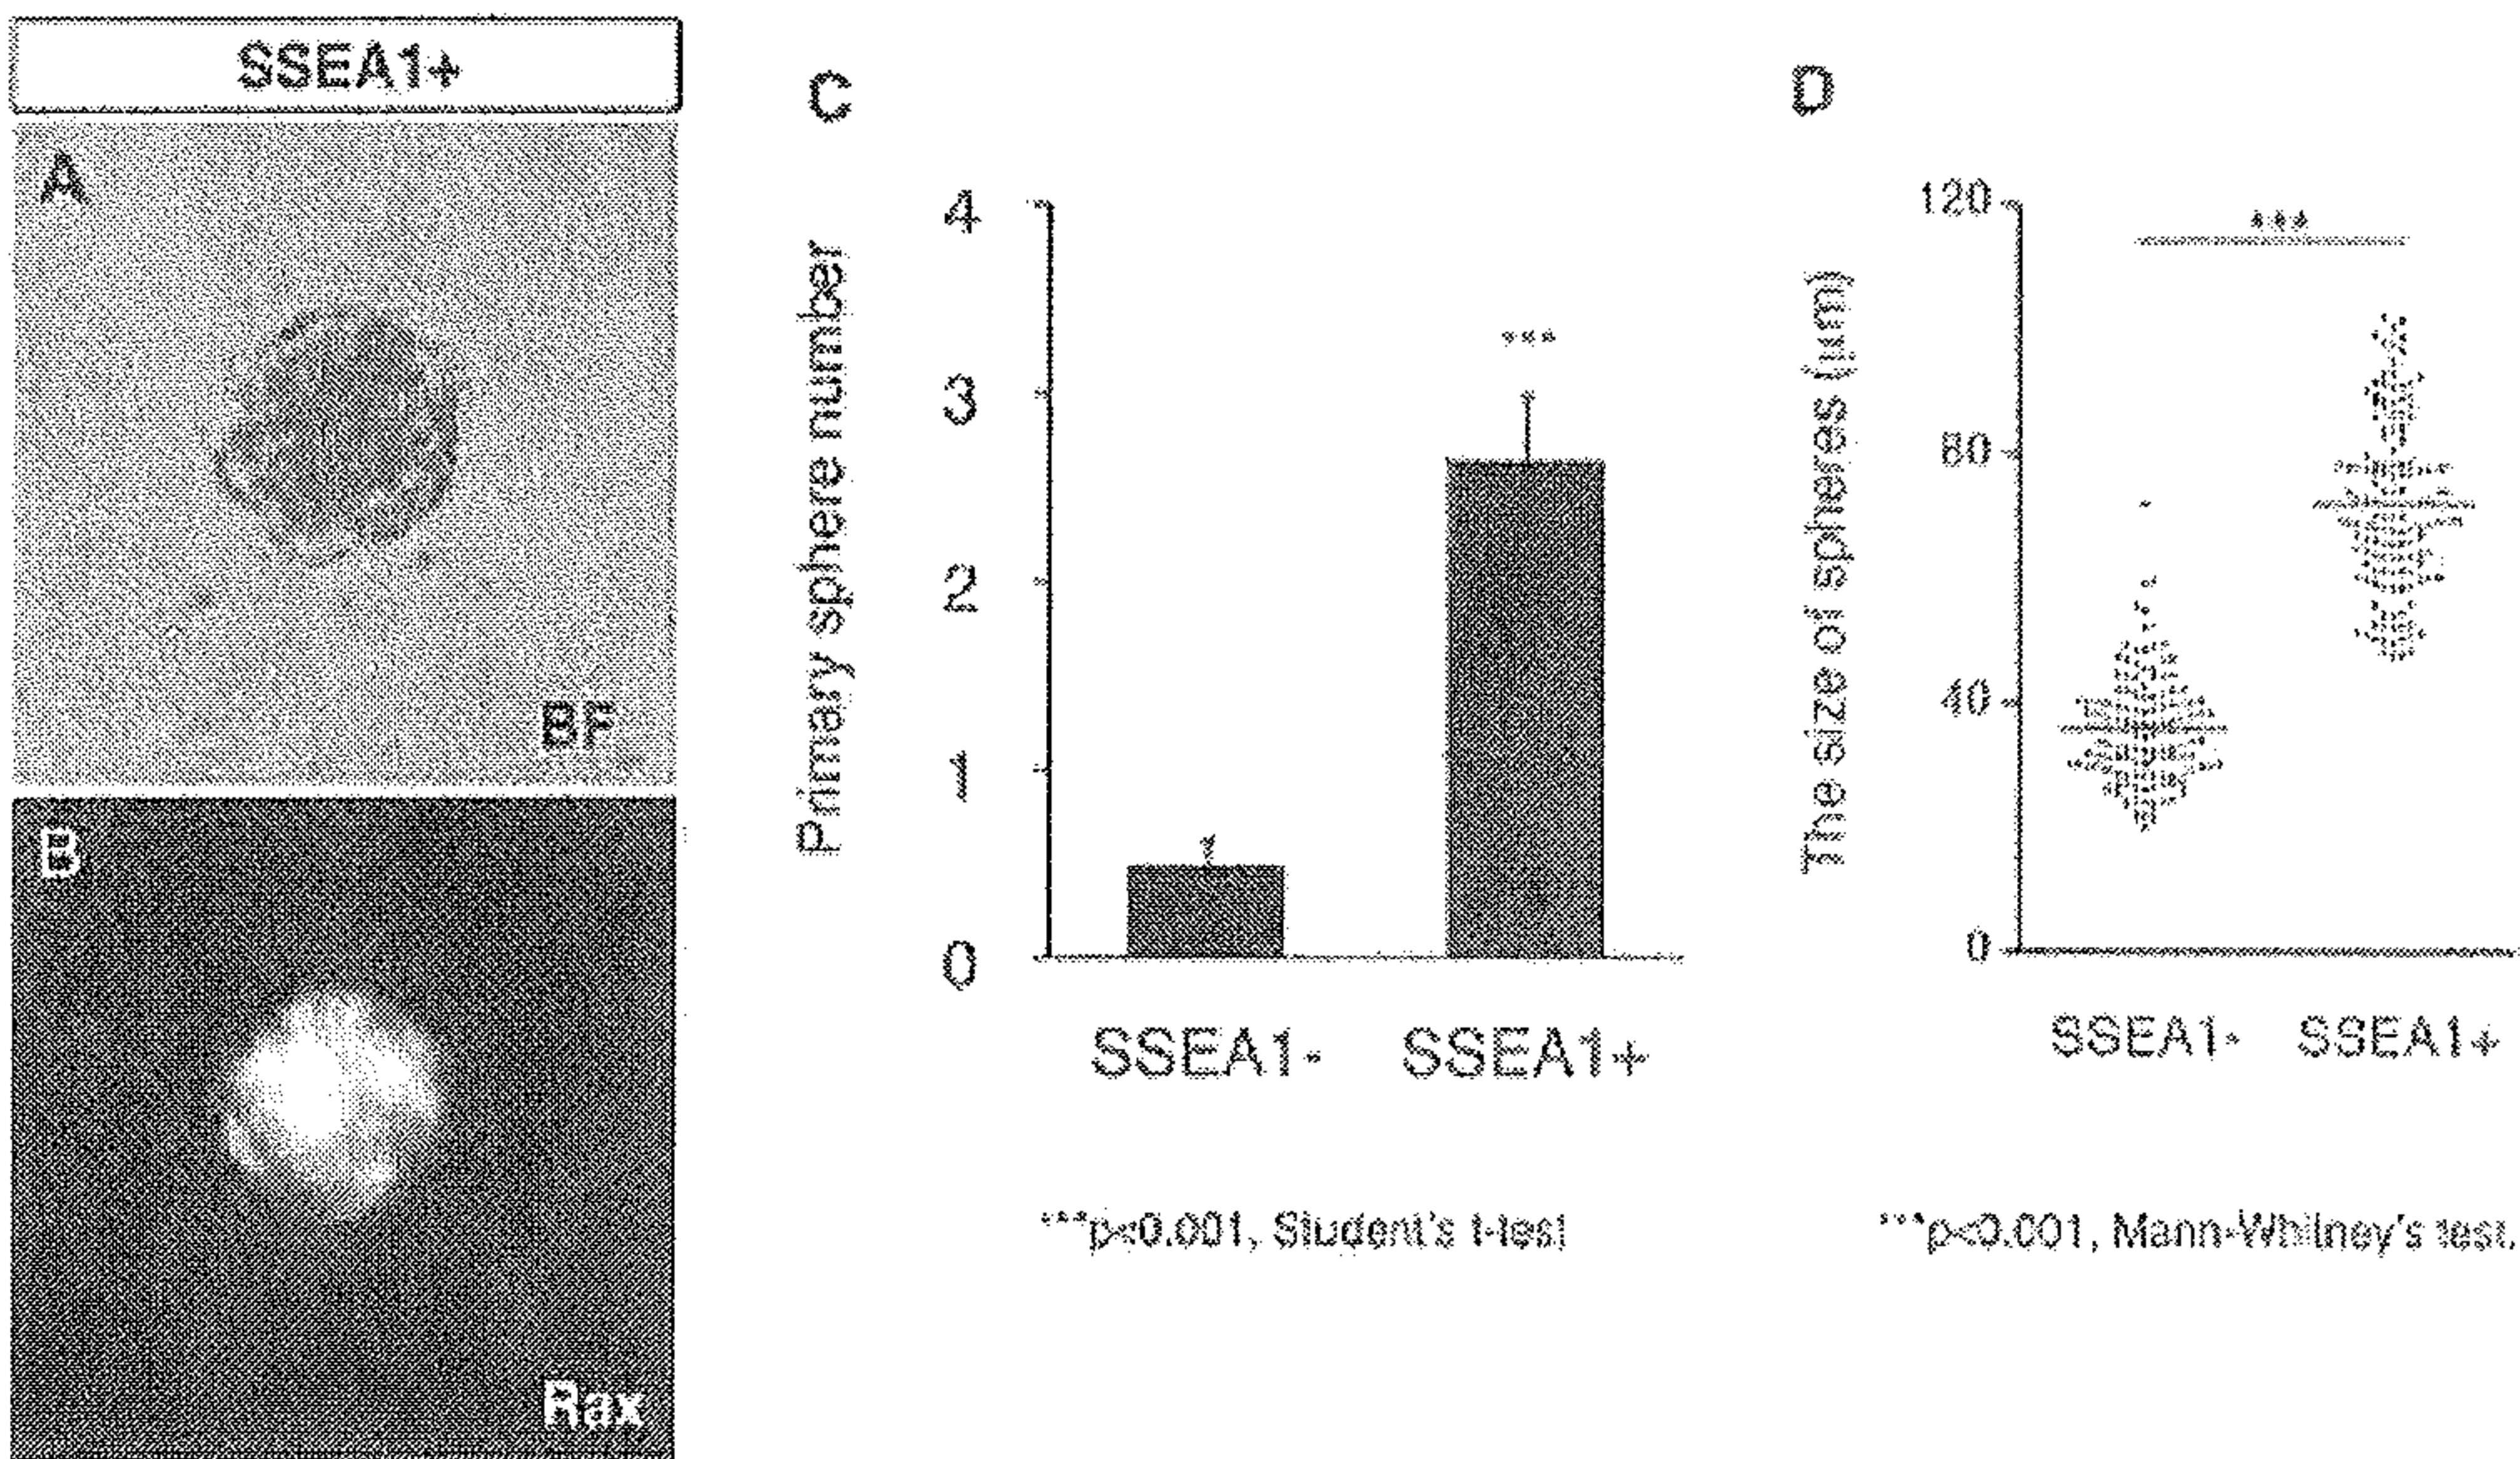 SSEA1+
A
BF
B
Rax
C
Primary sphere number
4
3
2
1
0
***
SSEA1-
SSEA1+
***p<0.001, Student's t-test
D
The size of spheres (μm)
120
80
40
0
***
SSEA1-
SSEA1+
***p<0.001, Mann-Whitney's test.